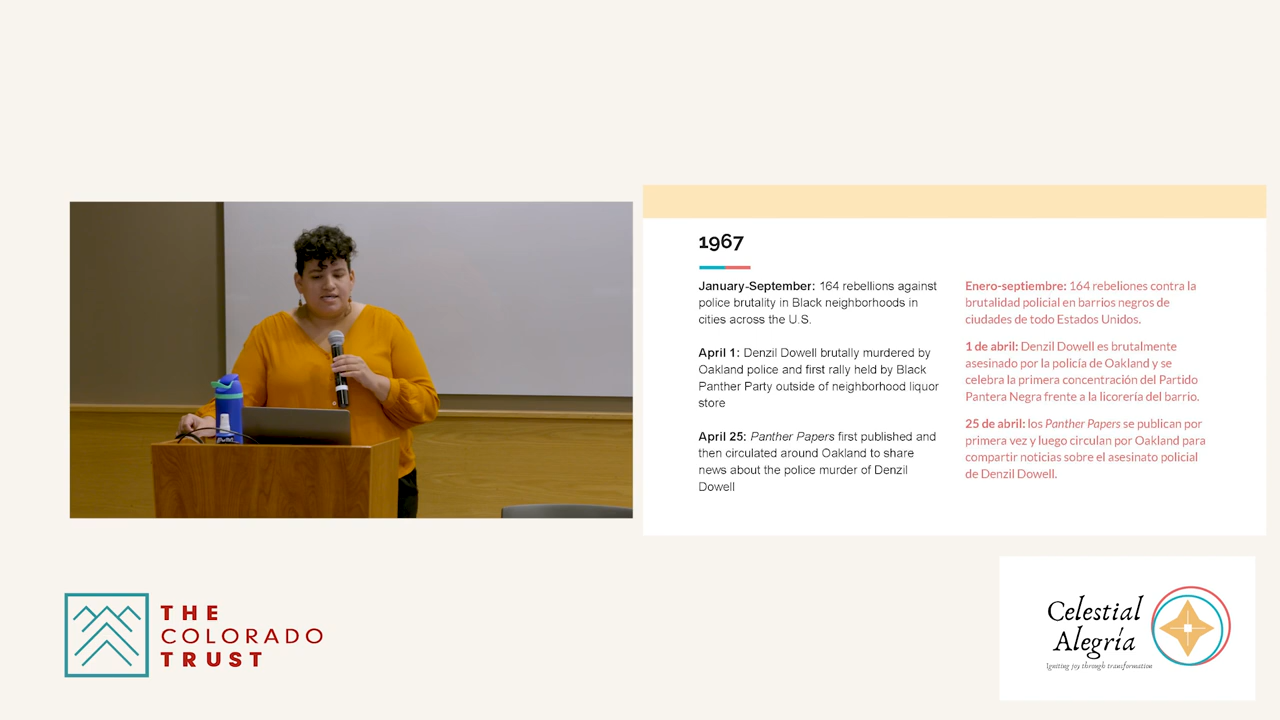 1967
January-September: 164 rebellions against
police brutality in Black neighborhoods in
cities across the U.S.
April 1: Denzil Dowell brutally murdered by
Oakland police and first rally held by Black
Panther Party outside of neighborhood liquor
store
April 25: Panther Papers first published and
then circulated around Oakland to share
news about the police murder of Denzil
Dowell
Enero-septiembre: 164 rebeliones contra la
brutalidad policial en barrios negros de
ciudades de todo Estados Unidos.
1 de abril: Denzil Dowell es brutalmente
asesinado por la policía de Oakland y se
celebra la primera concentración del Partido
Pantera Negra frente a la licorería del barrio.
25 de abril: los Panther Papers se publican por
primera vez y luego circulan por Oakland para
compartir noticias sobre el asesinato policial
de Denzil Dowell.
THE
COLORADO
TRUST
Celestial
Alegría
Igniting joy through transformation